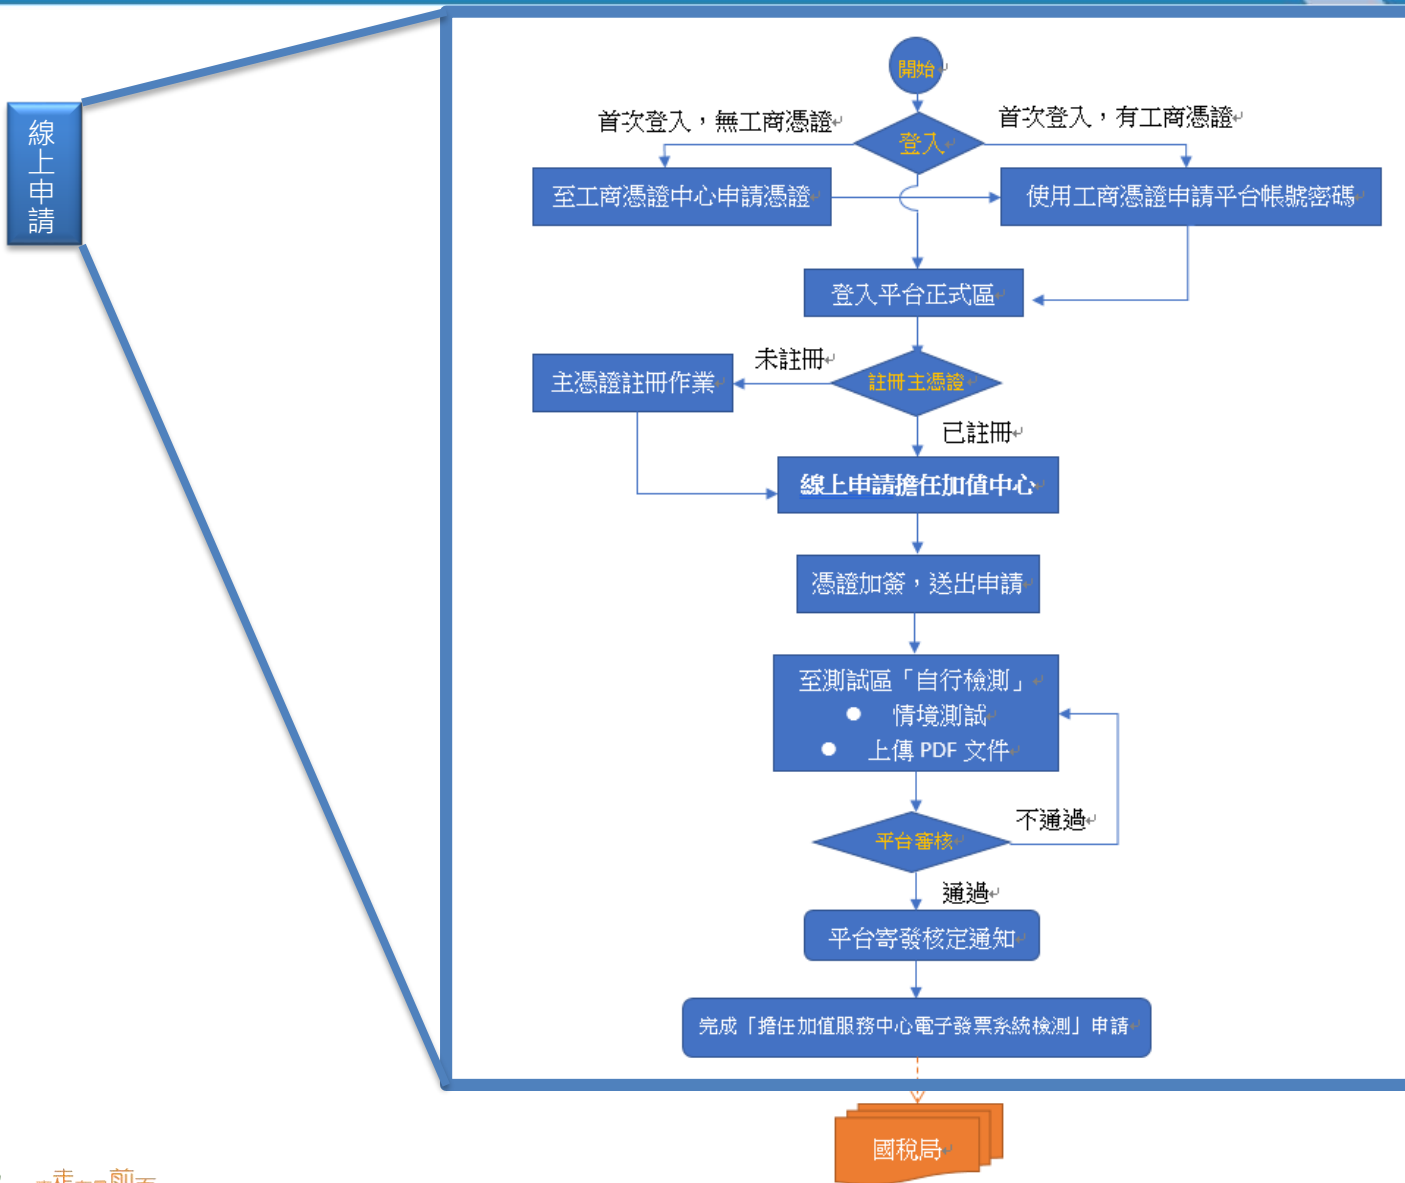 線上申請
開始
首次登入，無工商憑證
首次登入，有工商憑證
登入
至工商憑證中心申請憑證
使用工商憑證申請平台帳號密碼
登入平台正式區
未註冊
主憑證註冊作業
註冊主憑證
已註冊
線上申請擔任加值中心
憑證加簽，送出申請
至測試區「自行檢測」
● 情境測試
● 上傳 PDF 文件
不通過
平台審核
通過
平台寄發核定通知
完成「擔任加值服務中心電子發票系統檢測」申請
國稅局